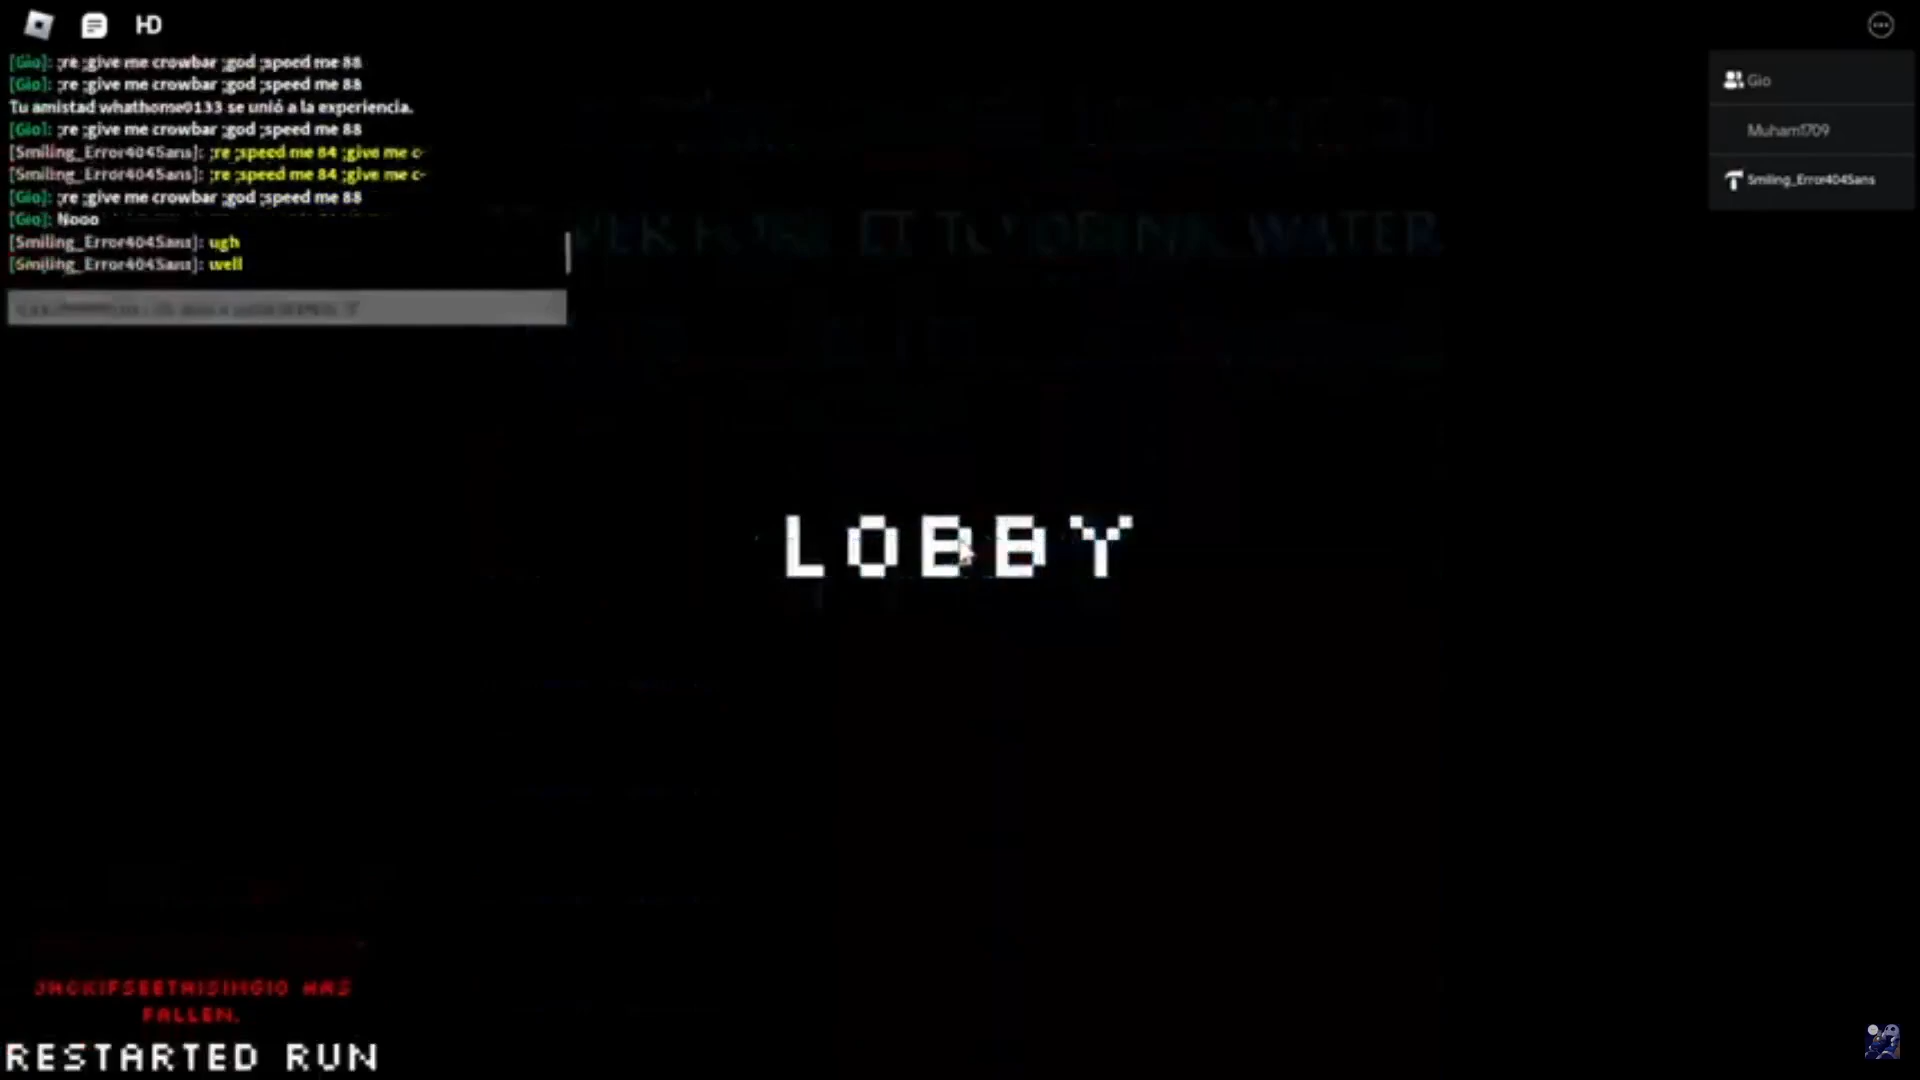 HD
[Gio]: ;re ;give me crowbar ;god ;speed me 88
[Gio]: ;re ;give me crowbar ;god ;speed me 88
Tu amistad whathome0133 se unió a la experiencia.
[Gio]: ;re ;give me crowbar ;god ;speed me 88
[Smiling_Error404Sans]: ;re ;speed me 84 ;give me c-
[Smiling_Error404Sans]: ;re ;speed me 84 ;give me c-
[Gio]: ;re ;give me crowbar ;god ;speed me 88
[Gio]: Nooo
[Smiling_Error404Sans]: ugh
[Smiling_Error404Sans]: well
Gio
Muham1709
Smiling_Error404Sans
WATER
LOBBY
HAS
FALLEN.
RESTARTED RUN